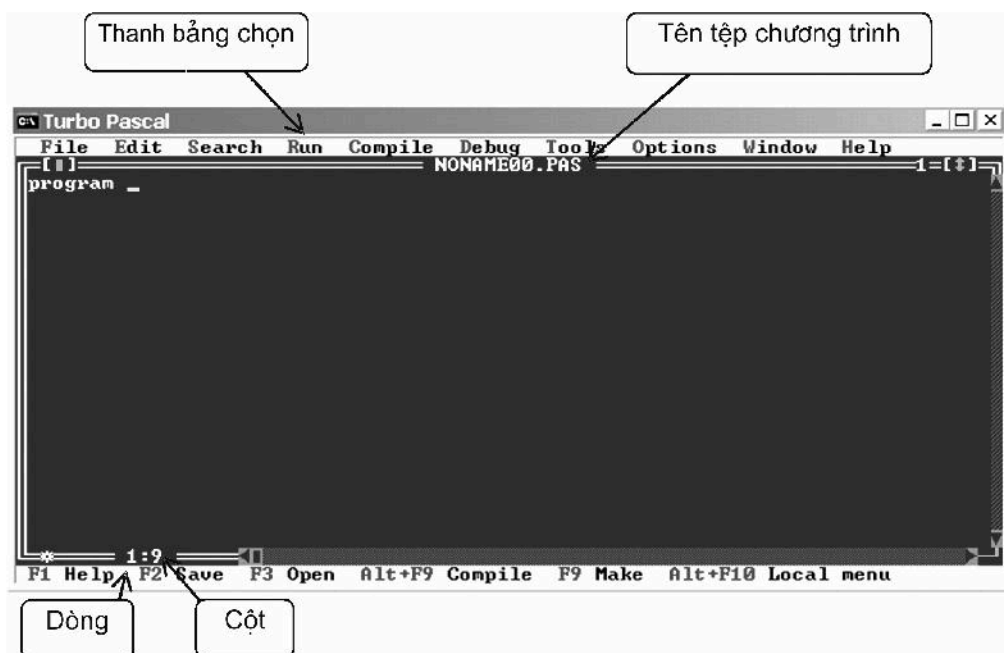 Thanh bảng chọn
Tên tệp chương trình
Turbo Pascal
File Edit Search Run Compile Debug Tools Options Window Help
NONAME00.PAS 1=[↕]
program _
1:9
F1 Help F2 Save F3 Open Alt+F9 Compile F9 Make Alt+F10 Local menu
Dòng
Cột